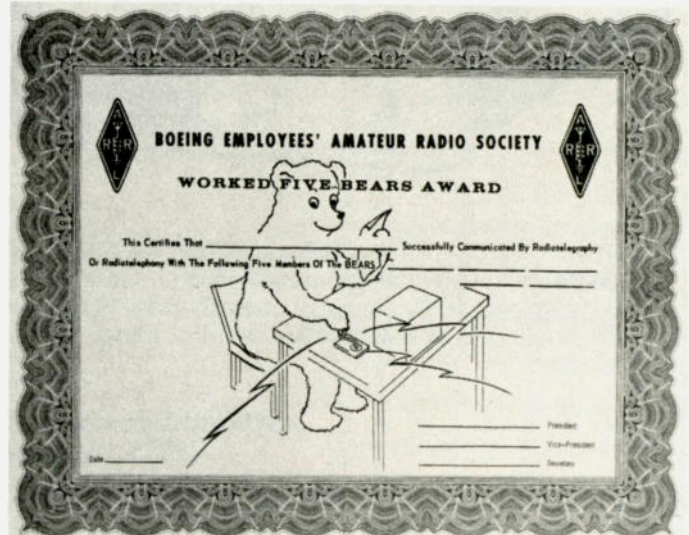 A
R R
L
A
R R
L
BOEING EMPLOYEES' AMATEUR RADIO SOCIETY
WORKED FIVE BEARS AWARD
This Certifies That Successfully Communicated By Radiotelegraphy
Or Radiotelephony With The Following Five Members Of The BEARS
President
Vice-President
Date Secretary